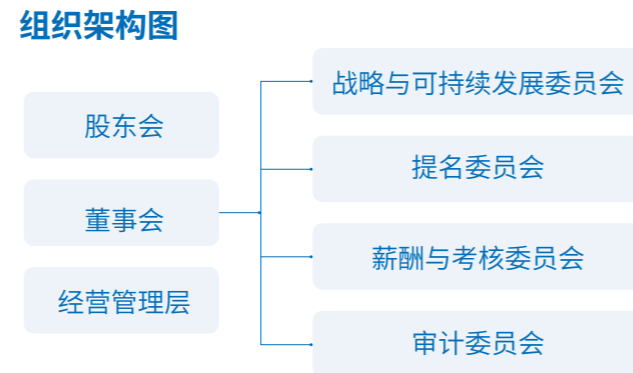 组织架构图
股东会
董事会
经营管理层
战略与可持续发展委员会
提名委员会
薪酬与考核委员会
审计委员会